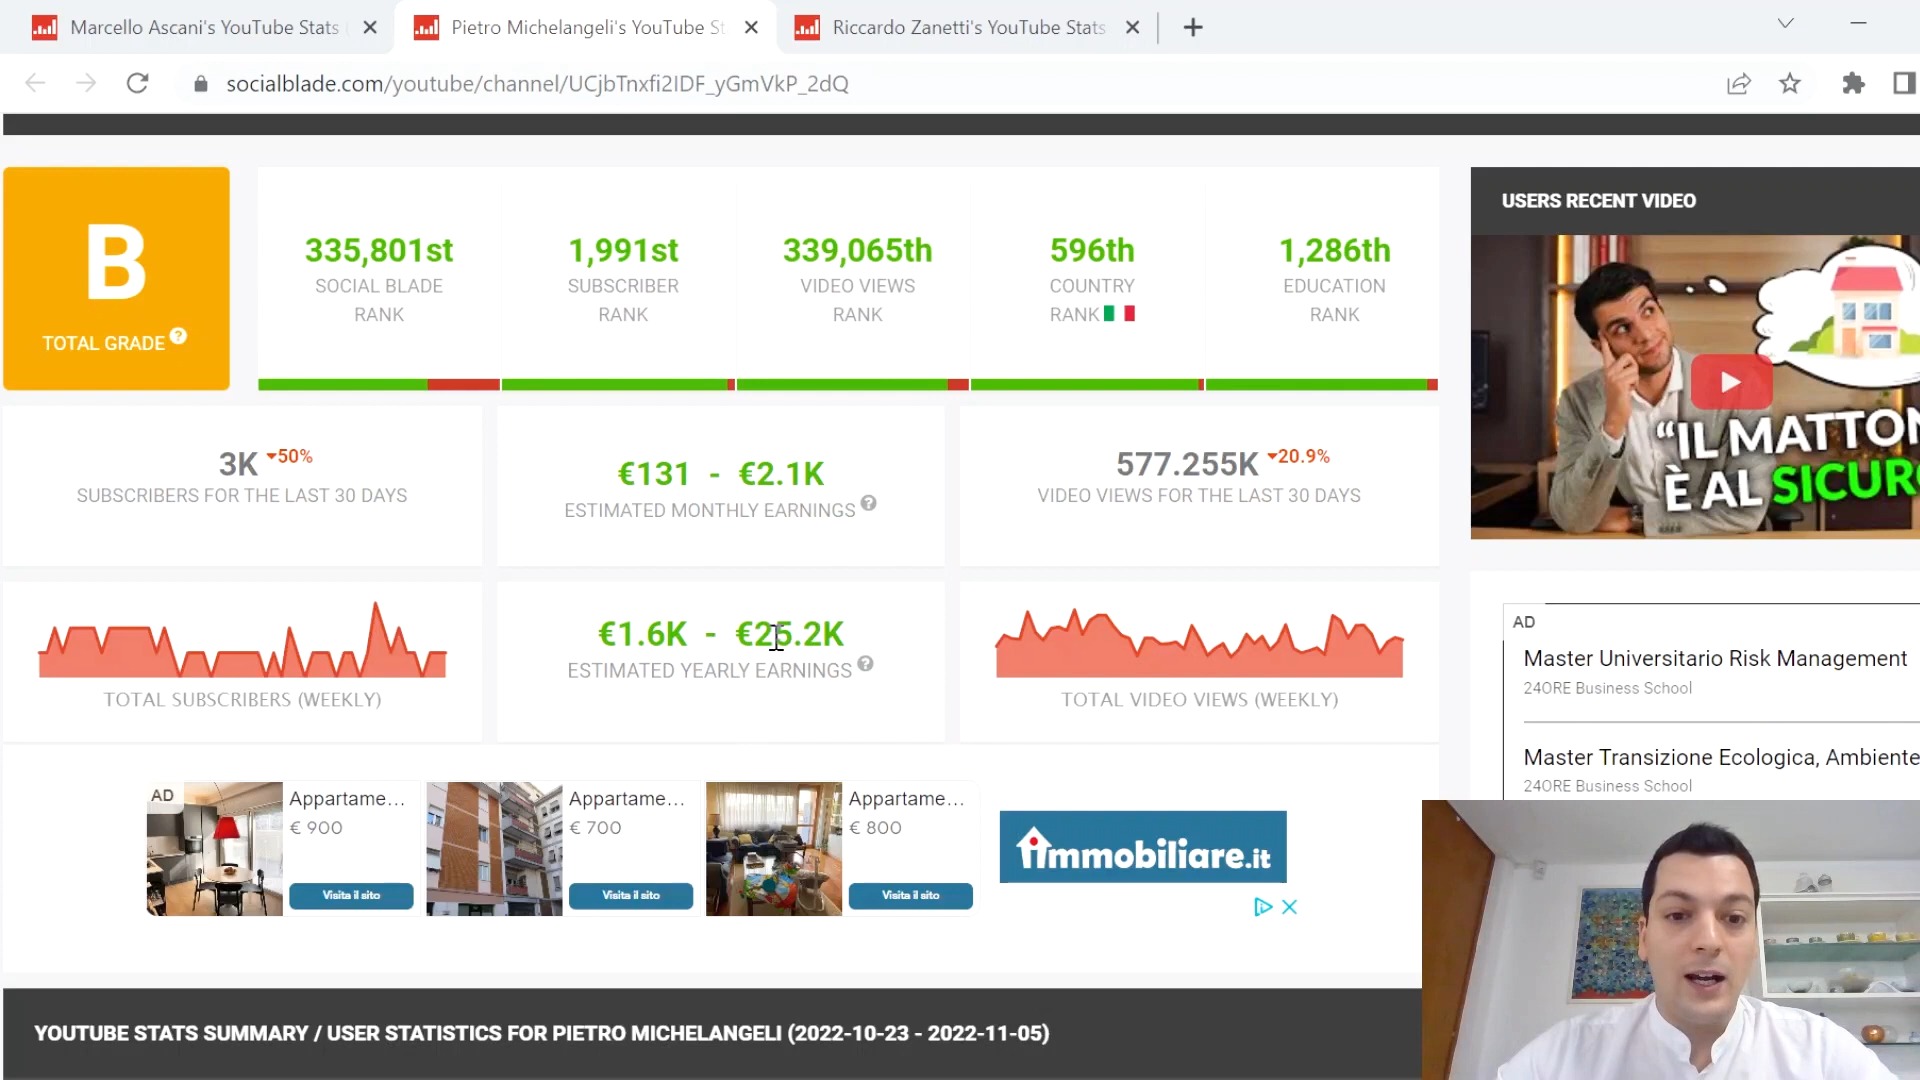 Marcello Ascani's YouTube Stats
Pietro Michelangeli's YouTube St
Riccardo Zanetti's YouTube Stats
socialblade.com/youtube/channel/UCjbTnxfi2IDF_yGmVkP_2dQ
B
TOTAL GRADE ?
335,801st
SOCIAL BLADE
RANK
1,991st
SUBSCRIBER
RANK
339,065th
VIDEO VIEWS
RANK
596th
COUNTRY
RANK
1,286th
EDUCATION
RANK
3K 50%
SUBSCRIBERS FOR THE LAST 30 DAYS
€131 - €2.1K
ESTIMATED MONTHLY EARNINGS ?
577.255K 20.9%
VIDEO VIEWS FOR THE LAST 30 DAYS
TOTAL SUBSCRIBERS (WEEKLY)
€1.6K - €25.2K
ESTIMATED YEARLY EARNINGS ?
TOTAL VIDEO VIEWS (WEEKLY)
USERS RECENT VIDEO
“IL MATTON
È AL SICURO
AD
Master Universitario Risk Management
24ORE Business School
Master Transizione Ecologica, Ambiente
24ORE Business School
AD
Appartame...
€ 900
Visita il sito
Appartame...
€ 700
Visita il sito
Appartame...
€ 800
Visita il sito
immobiliare.it
YOUTUBE STATS SUMMARY / USER STATISTICS FOR PIETRO MICHELANGELI (2022-10-23 - 2022-11-05)